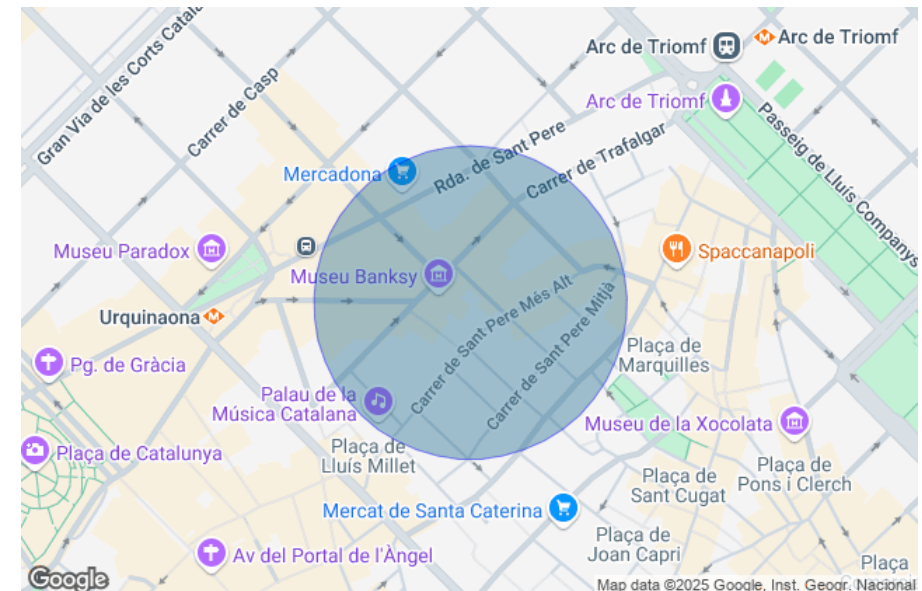 Gran Via de les Corts Catala
Carrer de Casp
Arc de Triomf
Arc de Triomf
Arc de Triomf
Passeig de Lluís Companys
Mercadona
Rda. de Sant Pere
Carrer de Trafalgar
Museu Paradox
Museu Banksy
Spaccanapoli
Urquinaona
Carrer de Sant Pere Més Alt
Carrer de Sant Pere Mitjà
Plaça de
Marquilles
Pg. de Gràcia
Palau de la
Música Catalana
Museu de la Xocolata
Plaça de Catalunya
Plaça de
Lluís Millet
Plaça de
Sant Cugat
Plaça de
Pons i Clerch
Mercat de Santa Caterina
Plaça de
Joan Capri
Av del Portal de l'Àngel
Plaça
Google
Map data ©2025 Google, Inst. Geogr. Nacional